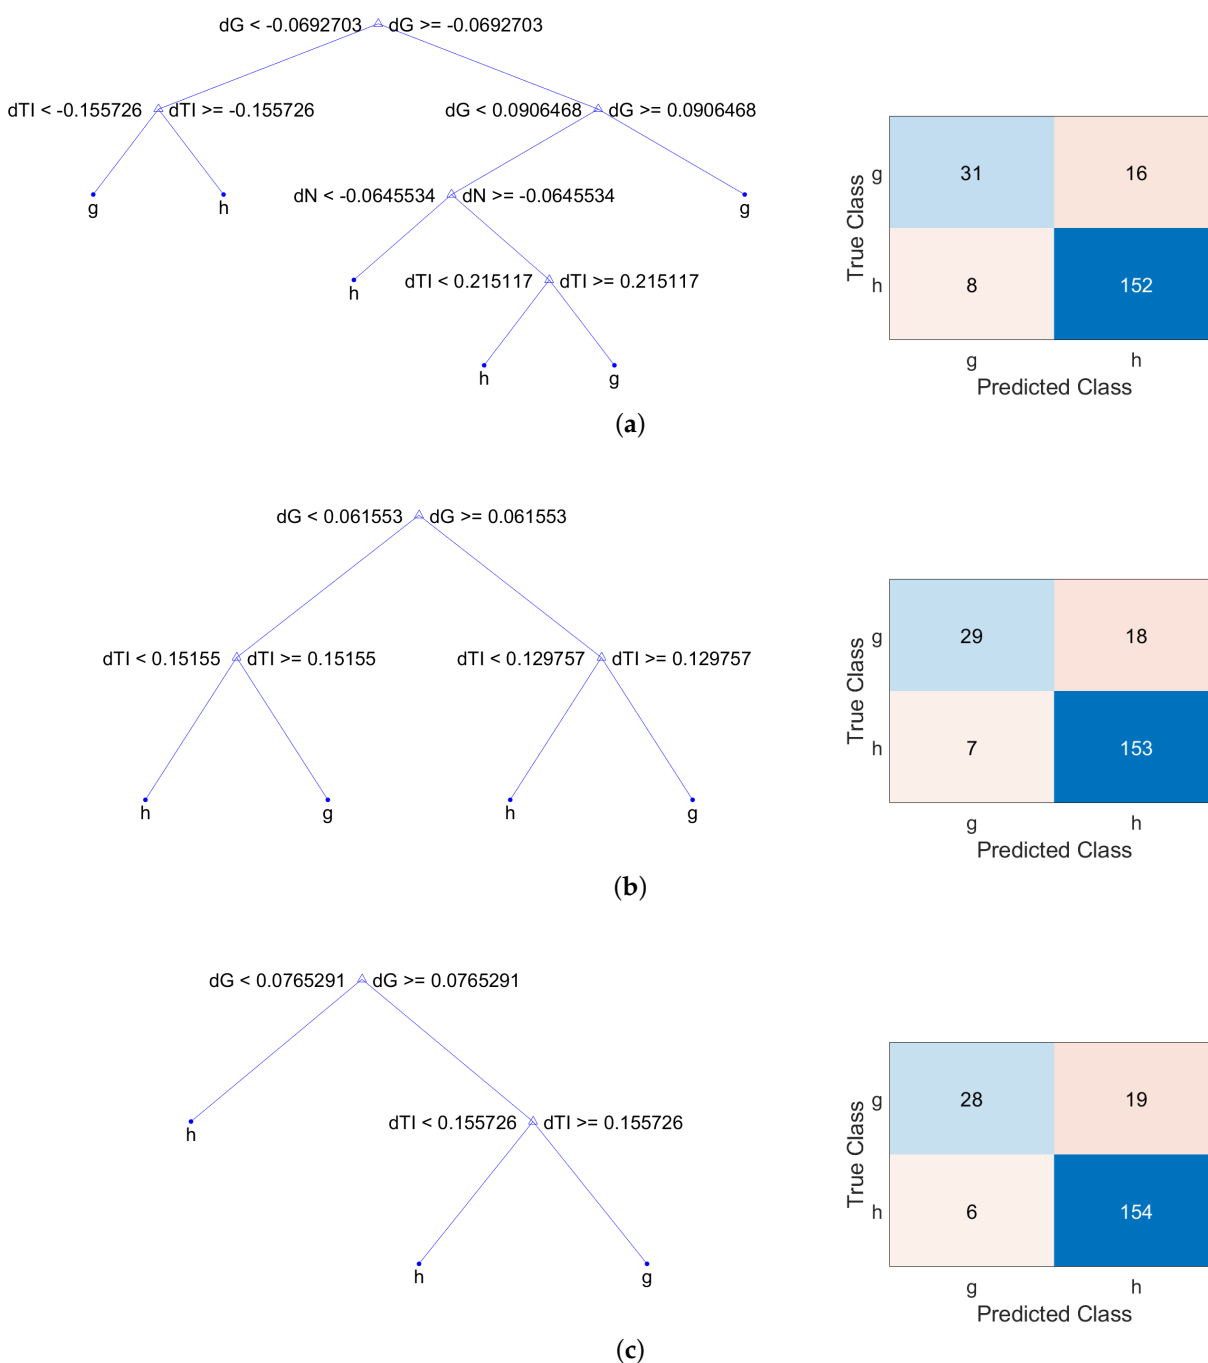 dG < -0.0692703 dG >= -0.0692703
dTI < -0.155726 dTI >= -0.155726 dG < 0.0906468 dG >= 0.0906468
g h dN < -0.0645534 dN >= -0.0645534 g
h dTI < 0.215117 dTI >= 0.215117
h g
True Class
g 31 16
h 8 152
g h
Predicted Class
(a)
dG < 0.061553 dG >= 0.061553
dTI < 0.15155 dTI >= 0.15155 dTI < 0.129757 dTI >= 0.129757
h g h g
True Class
g 29 18
h 7 153
g h
Predicted Class
(b)
dG < 0.0765291 dG >= 0.0765291
h dTI < 0.155726 dTI >= 0.155726
h g
True Class
g 28 19
h 6 154
g h
Predicted Class
(c)